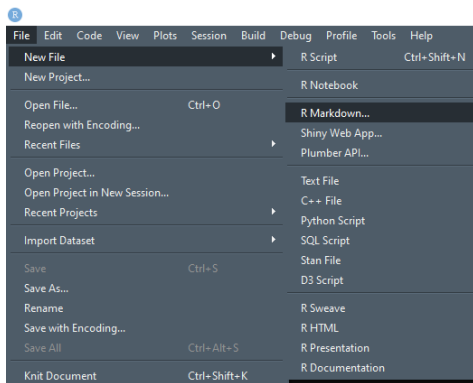 R
File Edit Code View Plots Session Build Debug Profile Tools Help
New File
New Project...
Open File... Ctrl+O
Reopen with Encoding...
Recent Files
Open Project...
Open Project in New Session...
Recent Projects
Import Dataset
Save Ctrl+S
Save As...
Rename
Save with Encoding...
Save All Ctrl+Alt+S
Knit Document Ctrl+Shift+K
R Script Ctrl+Shift+N
R Notebook
R Markdown...
Shiny Web App...
Plumber API...
Text File
C++ File
Python Script
SQL Script
Stan File
D3 Script
R Sweave
R HTML
R Presentation
R Documentation